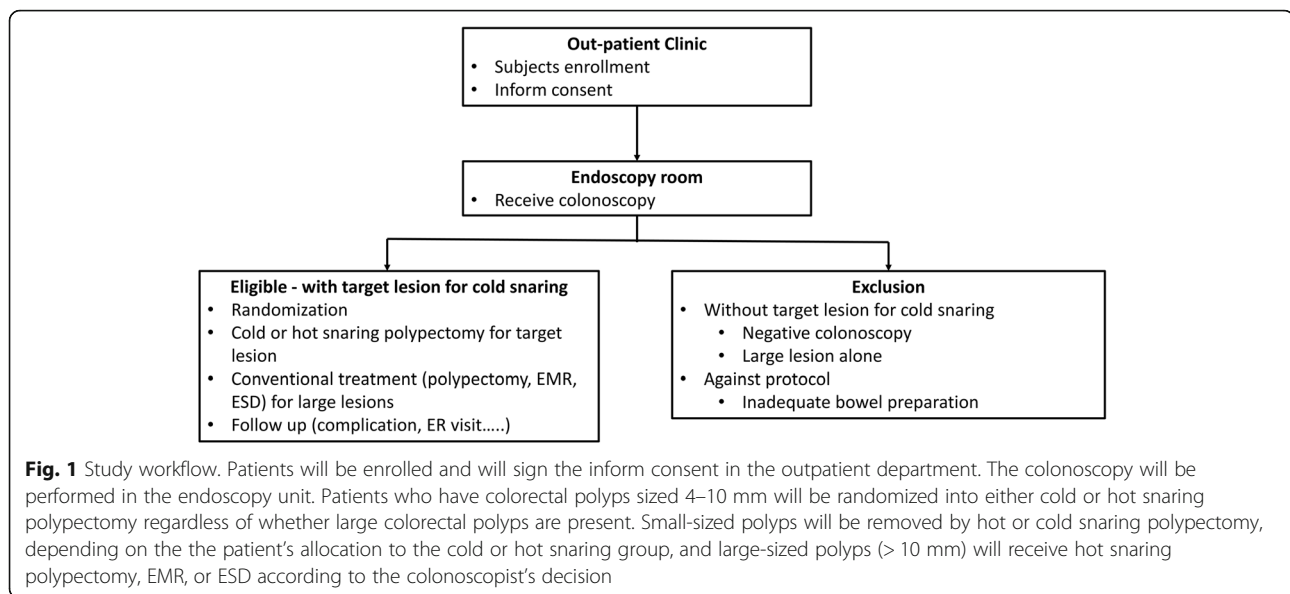 Out-patient Clinic
• Subjects enrollment
• Inform consent
Endoscopy room
• Receive colonoscopy
Eligible - with target lesion for cold snaring
• Randomization
• Cold or hot snaring polypectomy for target
lesion
• Conventional treatment (polypectomy, EMR,
ESD) for large lesions
• Follow up (complication, ER visit…..)
Exclusion
• Without target lesion for cold snaring
• Negative colonoscopy
• Large lesion alone
• Against protocol
• Inadequate bowel preparation
Fig. 1 Study workflow. Patients will be enrolled and will sign the inform consent in the outpatient department. The colonoscopy will be
performed in the endoscopy unit. Patients who have colorectal polyps sized 4–10 mm will be randomized into either cold or hot snaring
polypectomy regardless of whether large colorectal polyps are present. Small-sized polyps will be removed by hot or cold snaring polypectomy,
depending on the the patient's allocation to the cold or hot snaring group, and large-sized polyps (> 10 mm) will receive hot snaring
polypectomy, EMR, or ESD according to the colonoscopist's decision